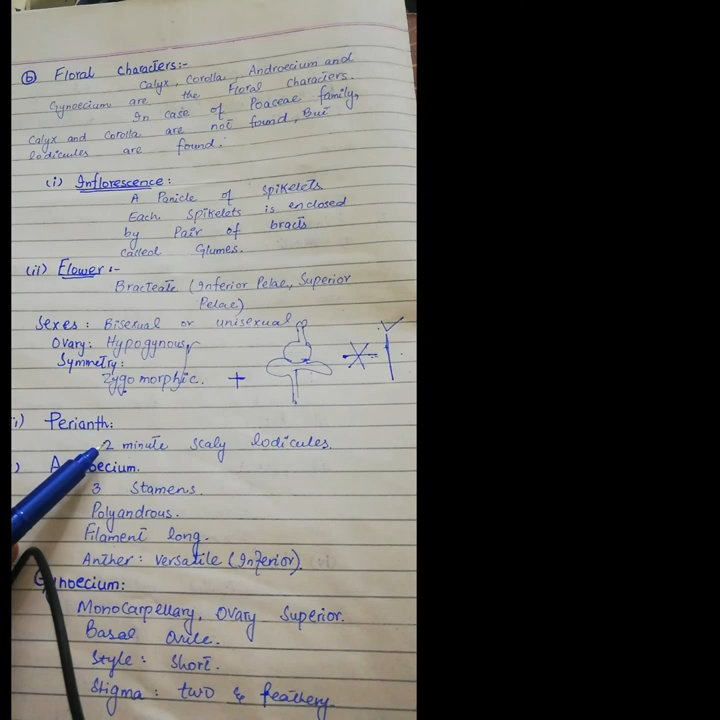 (b) Floral characters:-
Calyx, Corolla, Androecium and
Gynoecium are the Floral characters.
In case of Poaceae family,
Calyx and Corolla are not found, But
lodicules are found.
(i) Inflorescence:
A Panicle of Spikelets
Each Spikelets is enclosed
by Pair of bracts
called Glumes.
(ii) Flower:-
Bracteate (Inferior Pelae, Superior
Pelae)
Sexes: Bisexual or unisexual
Ovary: Hypogynous
Symmetry:
Zygomorphic. +
i) Perianth:
2 minute scaly lodicules.
) A oecium.
3 Stamens.
Polyandrous.
Filament long.
Anther: versatile (Inferior).
Gynoecium:
Monocarpellary, Ovary Superior.
Basal Ovule.
Style: Short.
Stigma: two & feathery